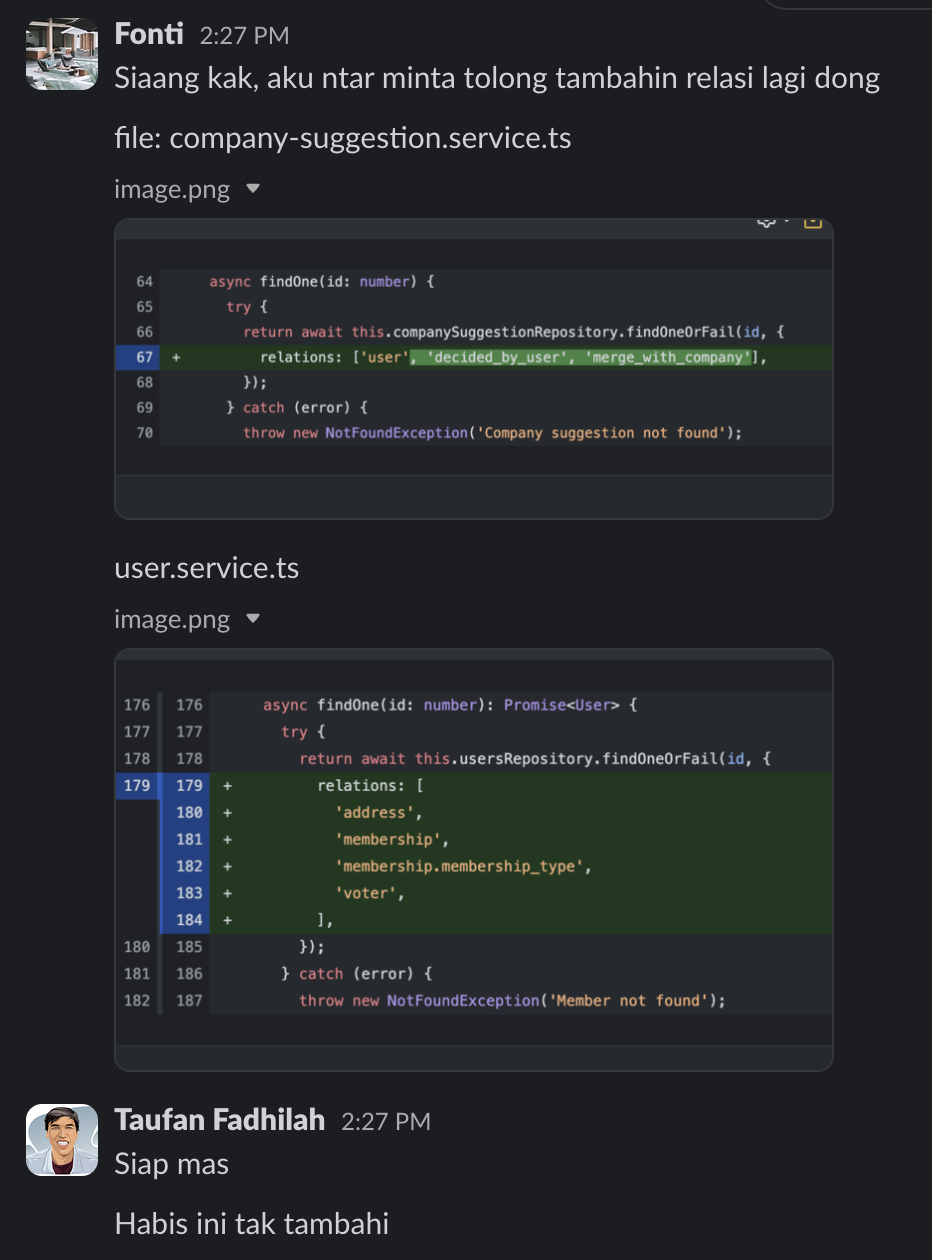 Fonti 2:27 PM
Siaang kak, aku ntar minta tolong tambahin relasi lagi dong
file: company-suggestion.service.ts
image.png
64 async findOne(id: number) {
65 try {
66 return await this.companySuggestionRepository.findOneOrFail(id, {
67 + relations: ['user', 'decided_by_user', 'merge_with_company'],
68 });
69 } catch (error) {
70 throw new NotFoundException('Company suggestion not found');
user.service.ts
image.png
176 176 async findOne(id: number): Promise<User> {
177 177 try {
178 178 return await this.usersRepository.findOneOrFail(id, {
179 179 + relations: [
180 + 'address',
181 + 'membership',
182 + 'membership.membership_type',
183 + 'voter',
184 + ],
180 185 });
181 186 } catch (error) {
182 187 throw new NotFoundException('Member not found');
Taufan Fadhilah 2:27 PM
Siap mas
Habis ini tak tambahi